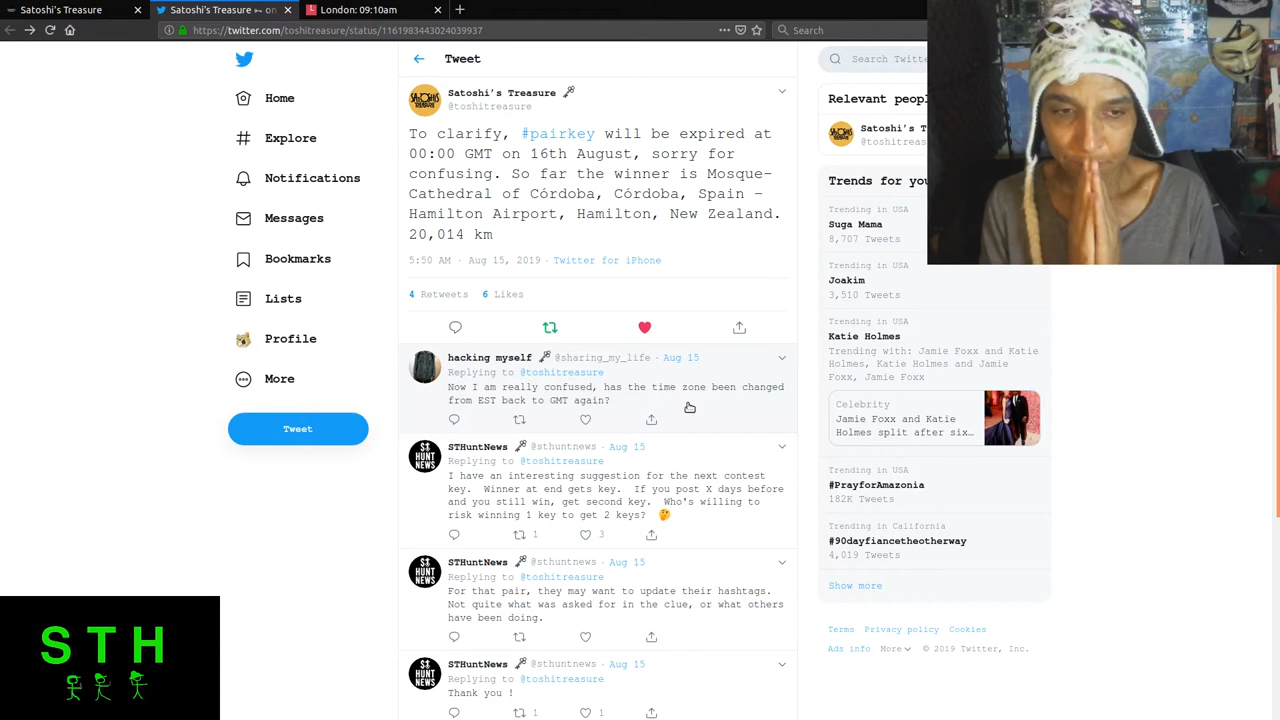 Satoshi's Treasure
Satoshi's Treasure 🗝 on
London: 09:10am
https://twitter.com/toshitreasure/status/1161983443024039937
Search
Home
Explore
Notifications
Messages
Bookmarks
Lists
Profile
More
Tweet
Tweet
Satoshi's Treasure 🗝
@toshitreasure
To clarify, #pairkey will be expired at
00:00 GMT on 16th August, sorry for
confusing. So far the winner is Mosque-
Cathedral of Córdoba, Córdoba, Spain -
Hamilton Airport, Hamilton, New Zealand.
20,014 km
5:50 AM · Aug 15, 2019 · Twitter for iPhone
4 Retweets 6 Likes
hacking myself 🗝 @sharing_my_life · Aug 15
Replying to @toshitreasure
Now I am really confused, has the time zone been changed
from EST back to GMT again?
STHuntNews 🗝 @sthuntnews · Aug 15
Replying to @toshitreasure
I have an interesting suggestion for the next contest
key. Winner at end gets key. If you post X days before
and you still win, get second key. Who's willing to
risk winning 1 key to get 2 keys? 🤔
1 3
STHuntNews 🗝 @sthuntnews · Aug 15
Replying to @toshitreasure
For that pair, they may want to update their hashtags.
Not quite what was asked for in the clue, or what others
have been doing.
STHuntNews 🗝 @sthuntnews · Aug 15
Replying to @toshitreasure
Thank you !
1 1
Search Twitter
Relevant
Satoshi's T
@toshitreas
Trends for
Trending in USA
Suga Mama
8,707 Tweets
Trending in USA
Joakim
3,510 Tweets
Trending in USA
Katie Holmes
Trending with: Jamie Foxx and Katie
Holmes, Katie Holmes and Jamie
Foxx, Jamie Foxx
Celebrity
Jamie Foxx and Katie
Holmes split after six…
Trending in USA
#PrayforAmazonia
182K Tweets
Trending in California
#90dayfiancetheotherway
4,019 Tweets
Show more
Terms Privacy policy Cookies
Ads info More © 2019 Twitter, Inc.
STH
$T
HUNT
NEWS
$T
HUNT
NEWS
$T
HUNT
NEWS